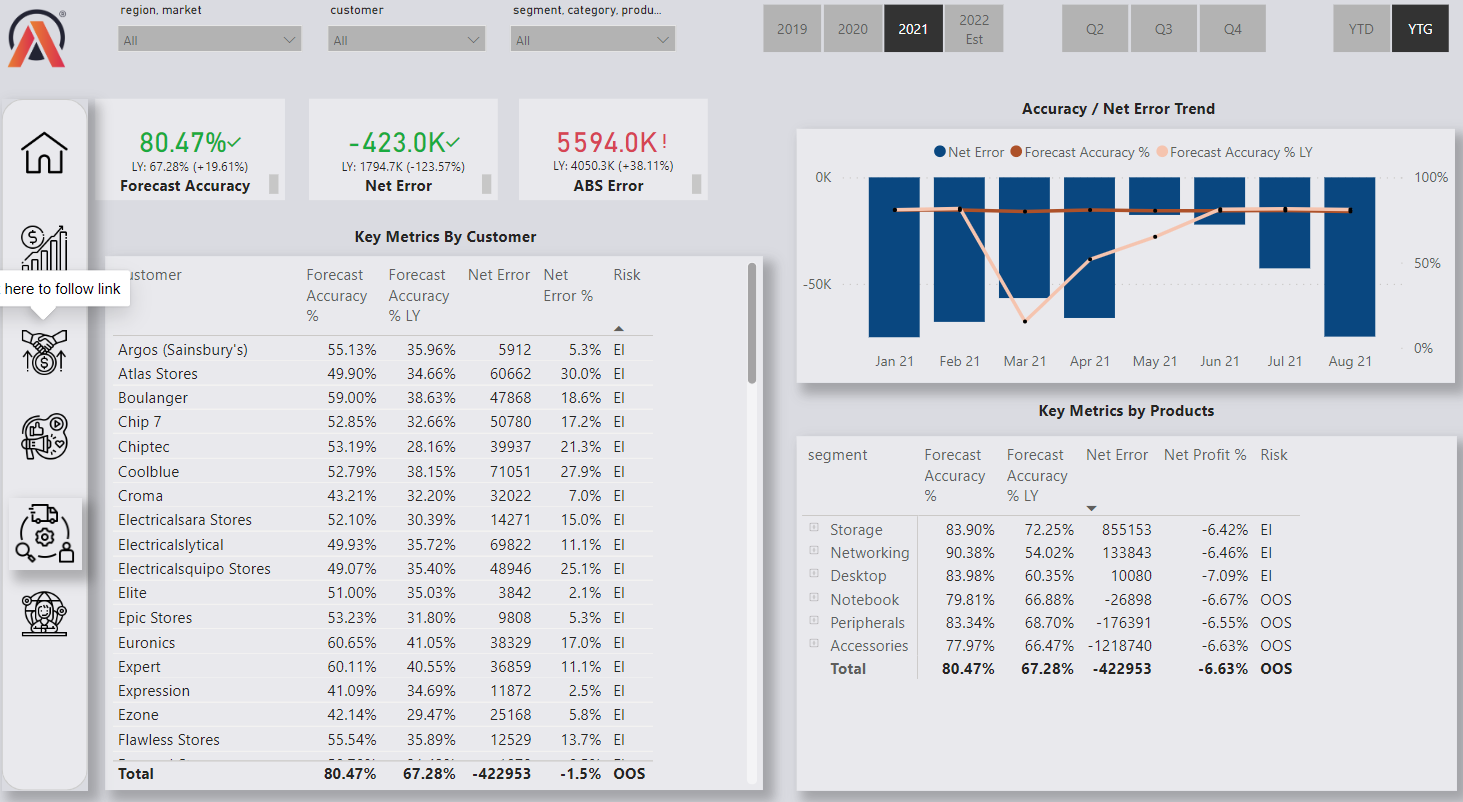 region, market
customer
segment, category, produ...
All
All
All
2019
2020
2021
2022
Est
Q2
Q3
Q4
YTD
YTG
80.47%
LY: 67.28% (+19.61%)
Forecast Accuracy
-423.0K
LY: 1794.7K (-123.57%)
Net Error
5594.0K!
LY: 4050.3K (+38.11%)
ABS Error
here to follow link
Key Metrics By Customer
customer Forecast Accuracy % Forecast Accuracy % LY Net Error Net Error % Risk
Argos (Sainsbury's) 55.13% 35.96% 5912 5.3% EI
Atlas Stores 49.90% 34.66% 60662 30.0% EI
Boulanger 59.00% 38.63% 47868 18.6% EI
Chip 7 52.85% 32.66% 50780 17.2% EI
Chiptec 53.19% 28.16% 39937 21.3% EI
Coolblue 52.79% 38.15% 71051 27.9% EI
Croma 43.21% 32.20% 32022 7.0% EI
Electricalsara Stores 52.10% 30.39% 14271 15.0% EI
Electricalslytical 49.93% 35.72% 69822 11.1% EI
Electricalsquipo Stores 49.07% 35.40% 48946 25.1% EI
Elite 51.00% 35.03% 3842 2.1% EI
Epic Stores 53.23% 31.80% 9808 5.3% EI
Euronics 60.65% 41.05% 38329 17.0% EI
Expert 60.11% 40.55% 36859 11.1% EI
Expression 41.09% 34.69% 11872 2.5% EI
Ezone 42.14% 29.47% 25168 5.8% EI
Flawless Stores 55.54% 35.89% 12529 13.7% EI
Total 80.47% 67.28% -422953 -1.5% OOS
Accuracy / Net Error Trend
Net Error Forecast Accuracy % Forecast Accuracy % LY
0K
-50K
100%
50%
0%
Jan 21 Feb 21 Mar 21 Apr 21 May 21 Jun 21 Jul 21 Aug 21
Key Metrics by Products
segment Forecast Accuracy % Forecast Accuracy % LY Net Error Net Profit % Risk
Storage 83.90% 72.25% 855153 -6.42% EI
Networking 90.38% 54.02% 133843 -6.46% EI
Desktop 83.98% 60.35% 10080 -7.09% EI
Notebook 79.81% 66.88% -26898 -6.67% OOS
Peripherals 83.34% 68.70% -176391 -6.55% OOS
Accessories 77.97% 66.47% -1218740 -6.63% OOS
Total 80.47% 67.28% -422953 -6.63% OOS